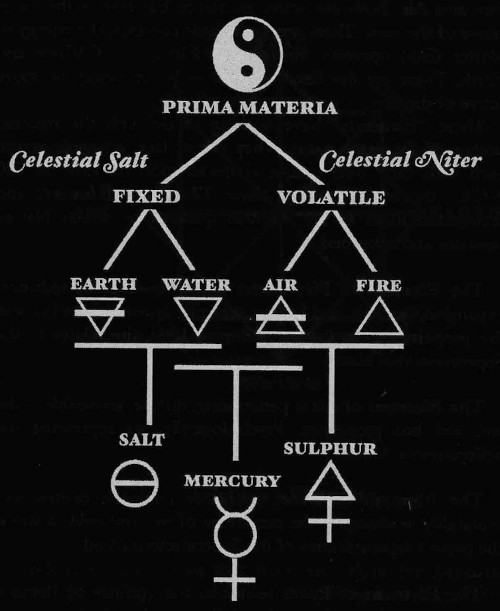 PRIMA MATERIA
Celestial Salt
Celestial Niter
FIXED
VOLATILE
EARTH
WATER
AIR
FIRE
SALT
SULPHUR
MERCURY